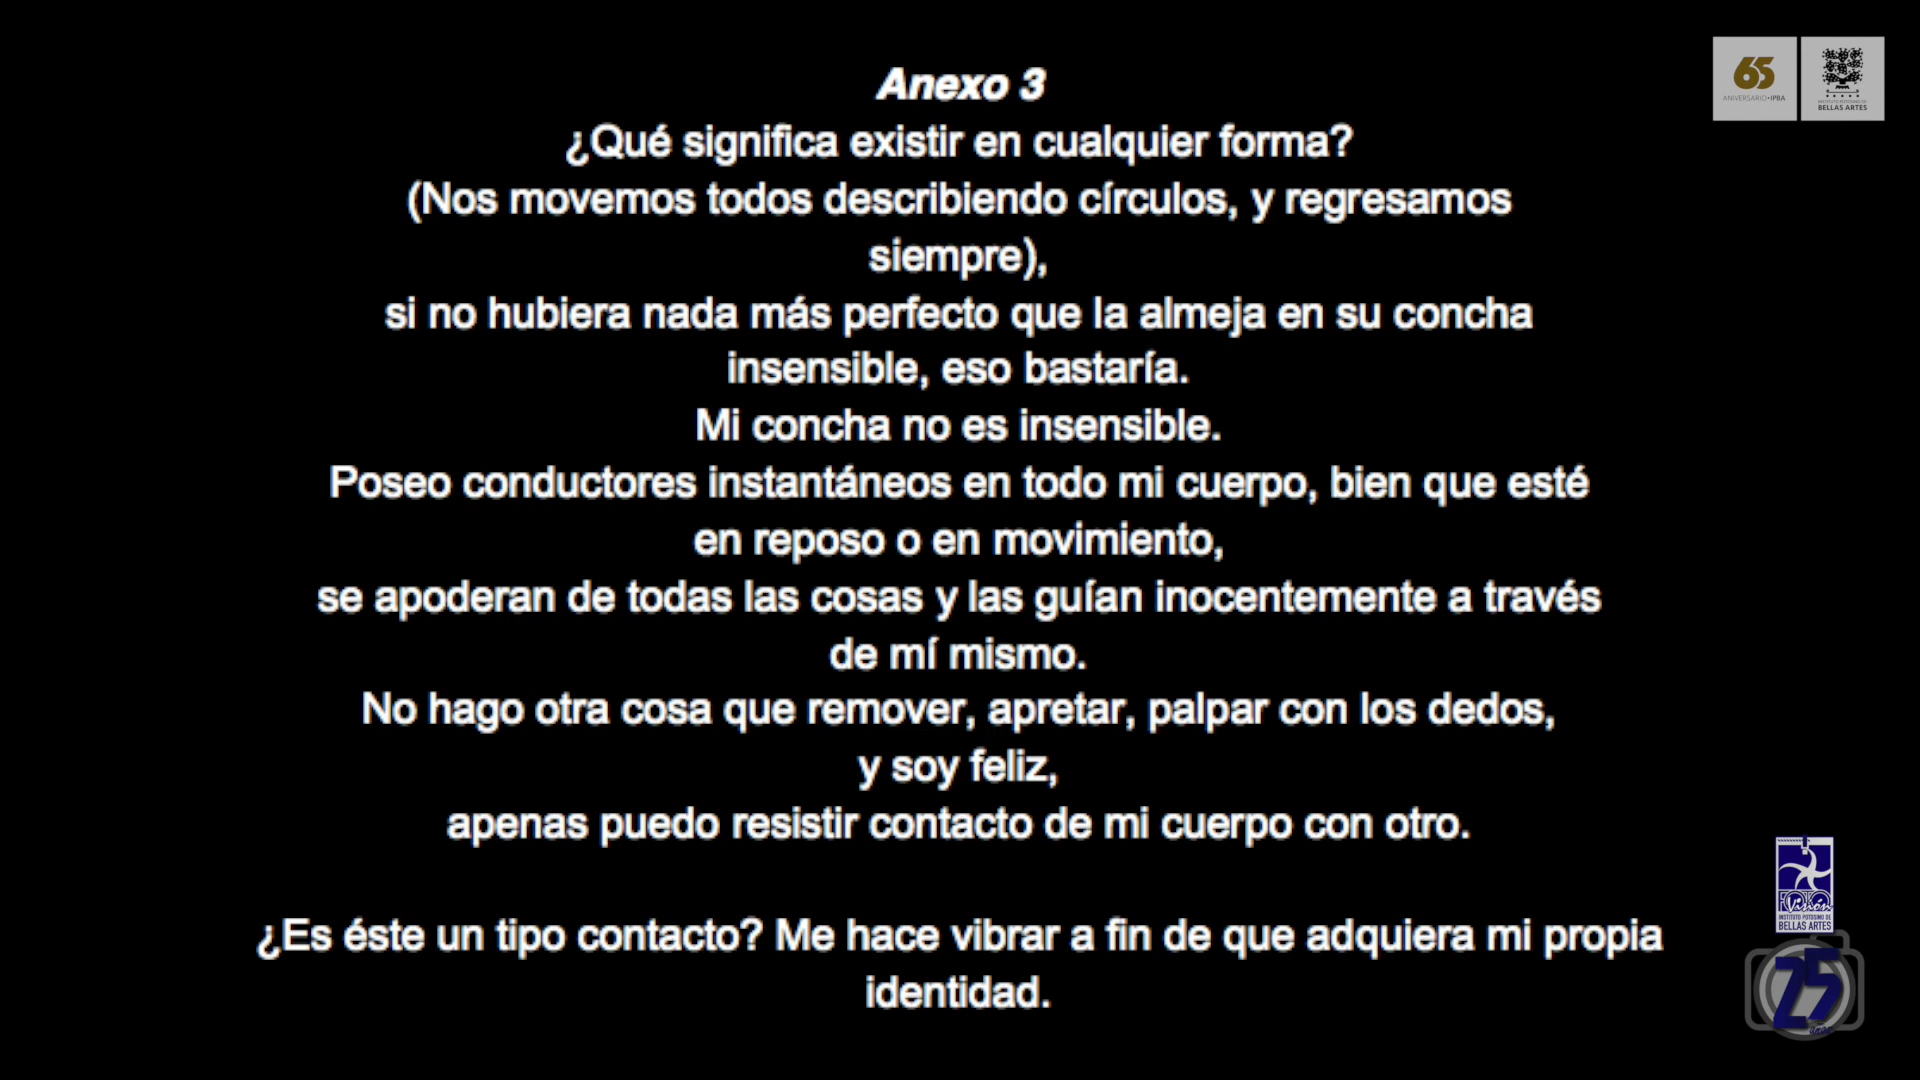 Anexo 3
¿Qué significa existir en cualquier forma?
(Nos movemos todos describiendo círculos, y regresamos
siempre),
si no hubiera nada más perfecto que la almeja en su concha
insensible, eso bastaría.
Mi concha no es insensible.
Poseo conductores instantáneos en todo mi cuerpo, bien que esté
en reposo o en movimiento,
se apoderan de todas las cosas y las guían inocentemente a través
de mí mismo.
No hago otra cosa que remover, apretar, palpar con los dedos,
y soy feliz,
apenas puedo resistir contacto de mi cuerpo con otro.
¿Es éste un tipo contacto? Me hace vibrar a fin de que adquiera mi propia
identidad.
65
ANIVERSARIO•IPBA
INSTITUTO POTOSINO DE
BELLAS ARTES
FOTO
Visión
INSTITUTO POTOSINO DE
BELLAS ARTES
25